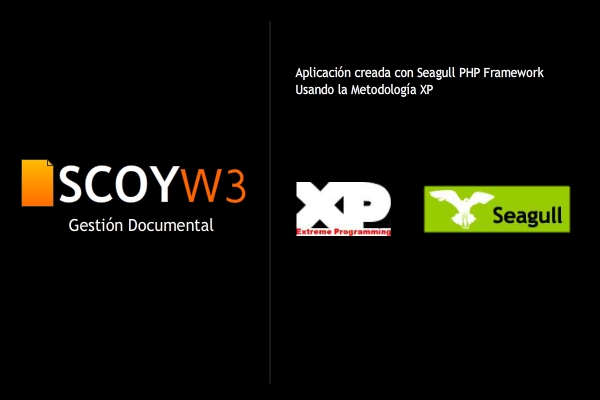 SCOYW3
Gestión Documental
Aplicación creada con Seagull PHP Framework
Usando la Metodología XP
XP
Extreme Programming
Seagull